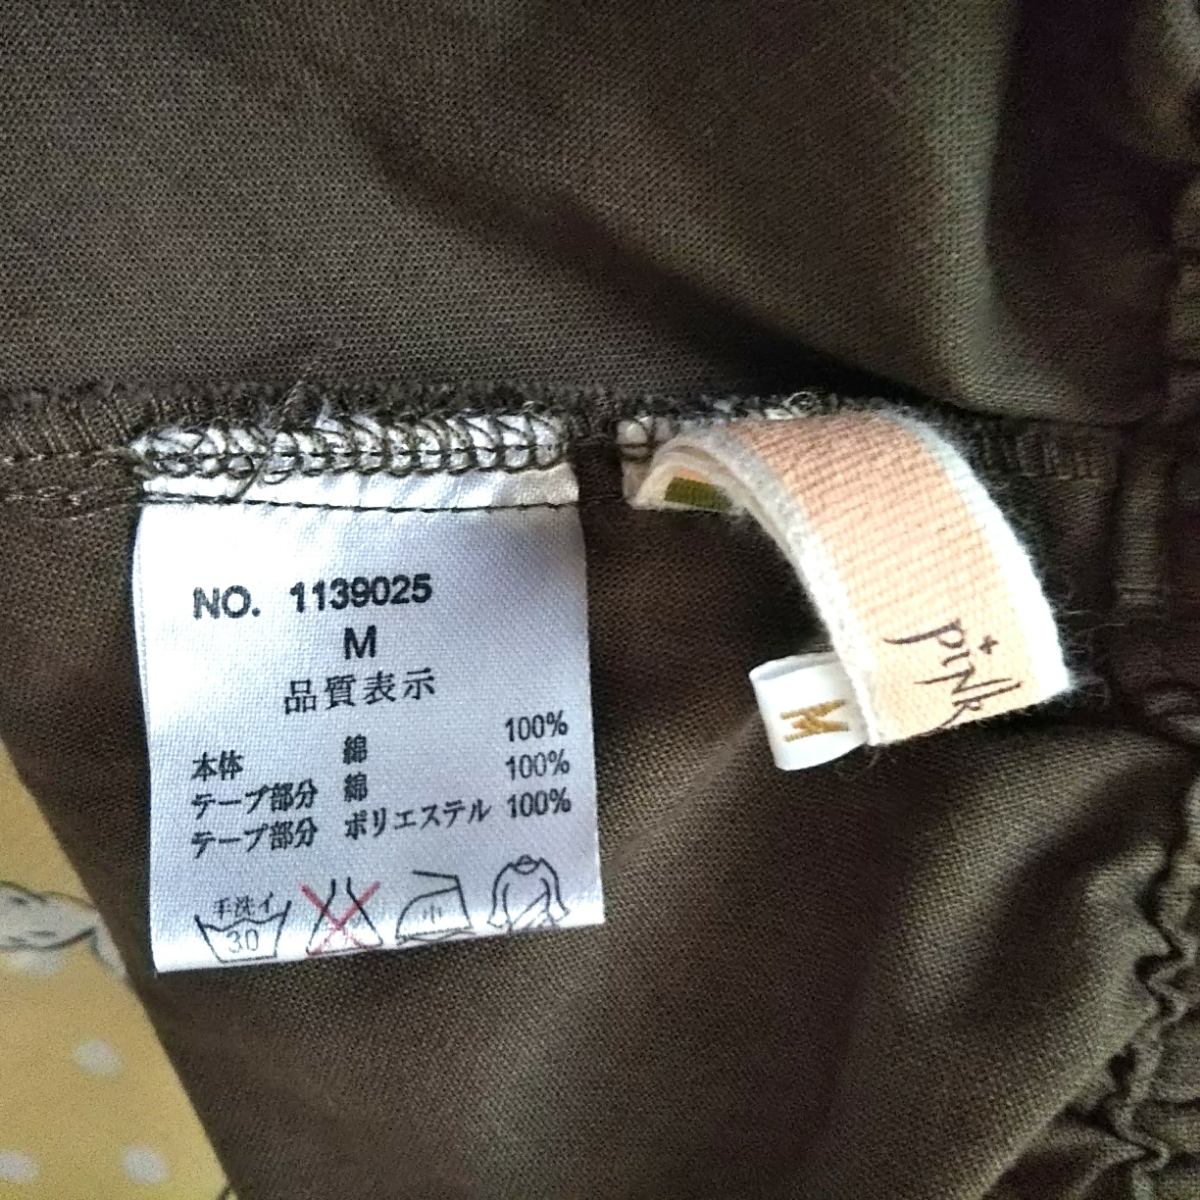 NO. 1139025
M
品質表示
本体 綿 100%
テープ部分 綿 100%
テープ部分 ポリエステル 100%
手洗イ
30
中
pink
M